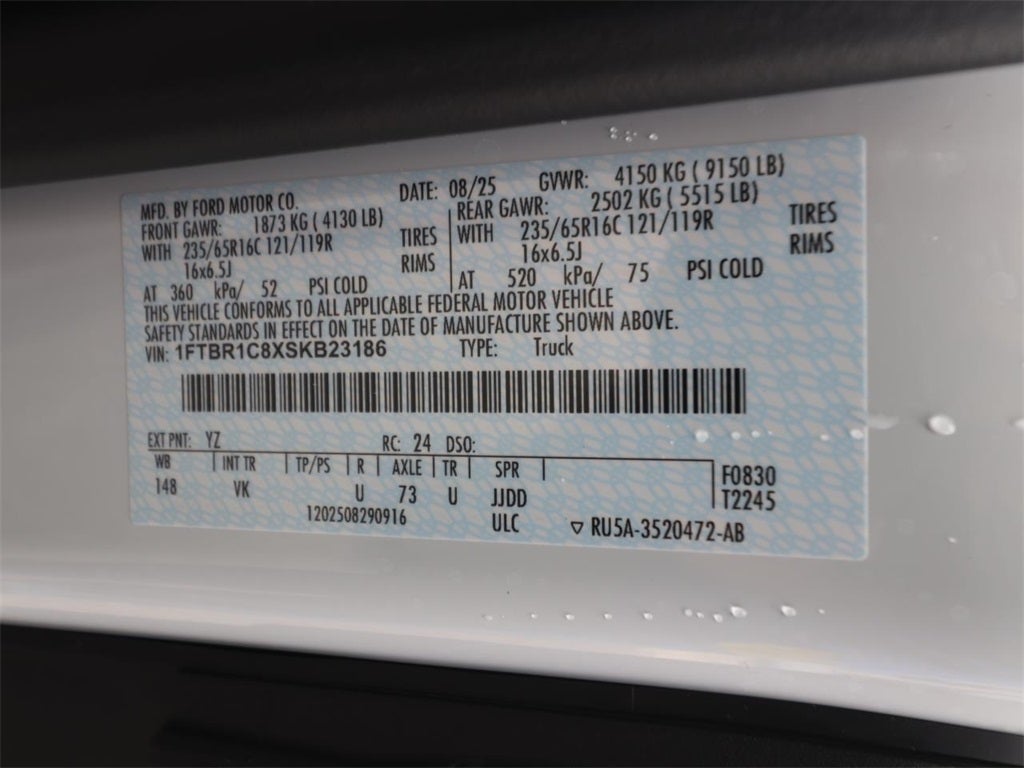 MFD. BY FORD MOTOR CO. DATE: 08/25 GVWR: 4150 KG ( 9150 LB)
FRONT GAWR: 1873 KG ( 4130 LB) REAR GAWR: 2502 KG ( 5515 LB)
WITH 235/65R16C 121/119R TIRES WITH 235/65R16C 121/119R TIRES
16x6.5J RIMS 16x6.5J RIMS
AT 360 kPa/ 52 PSI COLD AT 520 kPa/ 75 PSI COLD
THIS VEHICLE CONFORMS TO ALL APPLICABLE FEDERAL MOTOR VEHICLE
SAFETY STANDARDS IN EFFECT ON THE DATE OF MANUFACTURE SHOWN ABOVE.
VIN: 1FTBR1C8XSKB23186 TYPE: Truck
EXT PNT: YZ RC: 24 DSO:
WB INT TR TP/PS R AXLE TR SPR F0830
148 VK U 73 U JJDD T2245
1202508290916 ULC ▽ RU5A-3520472-AB